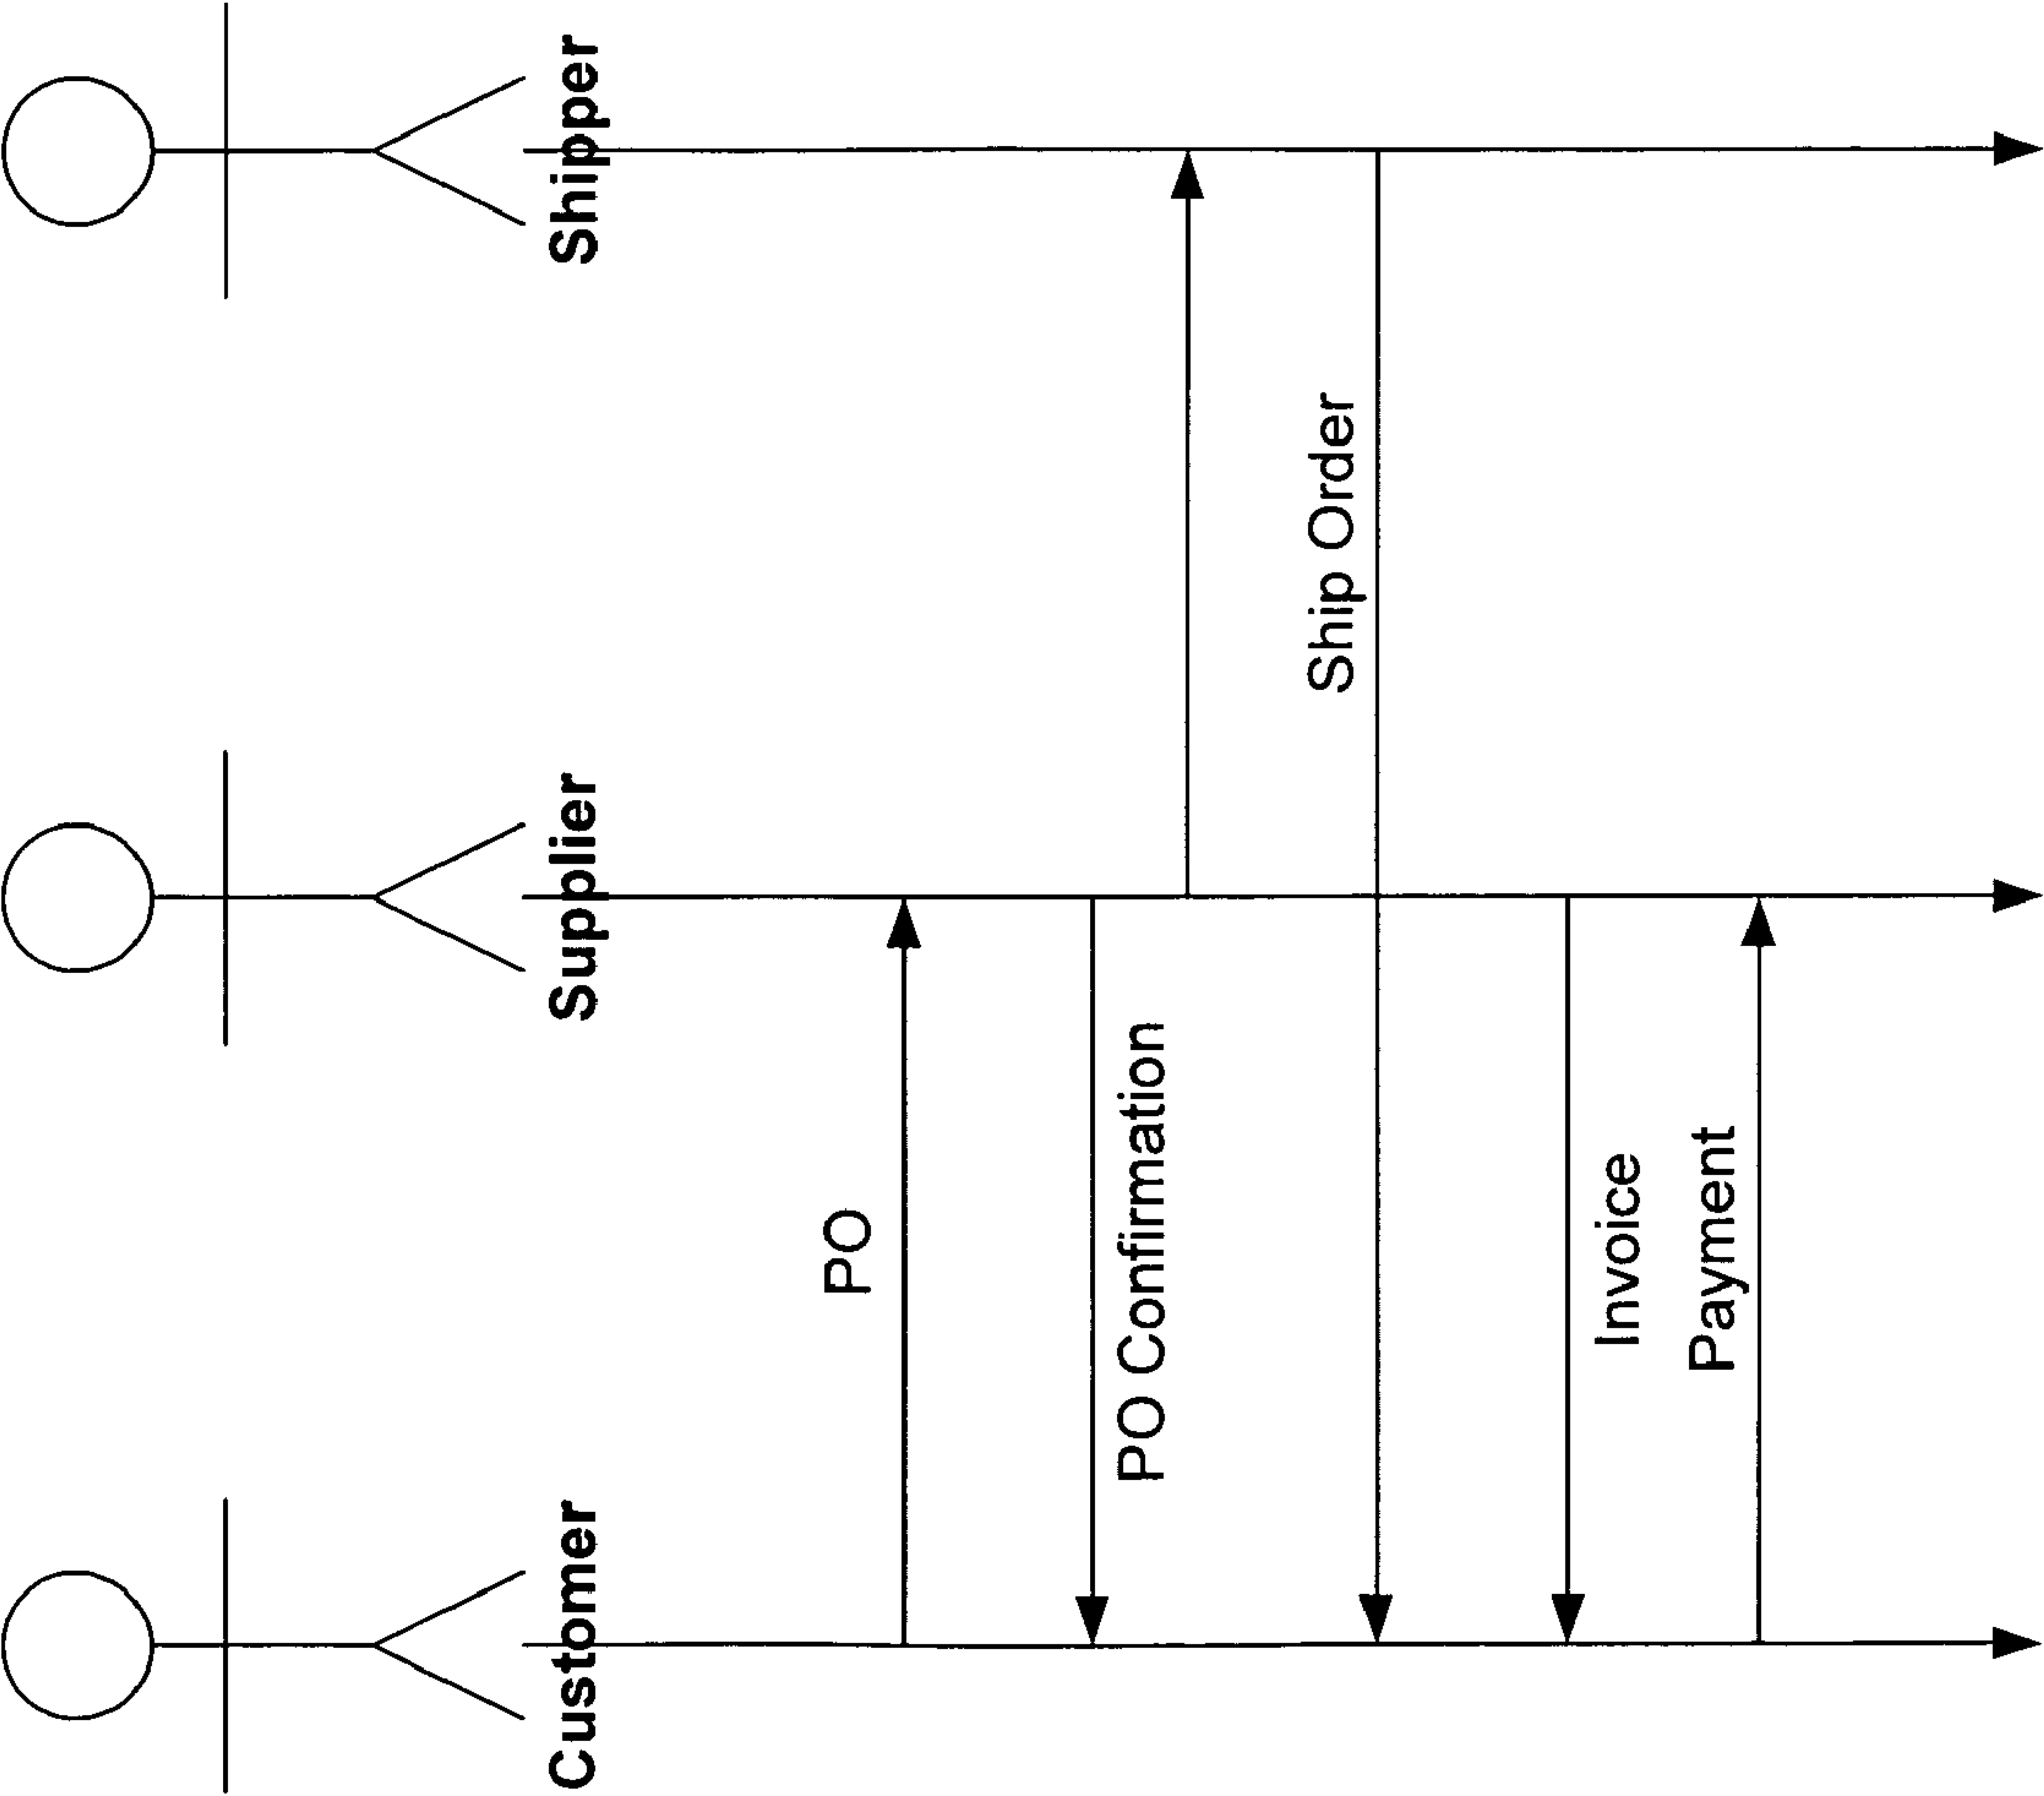 Customer
Supplier
Shipper
PO
PO Confirmation
Ship Order
Invoice
Payment